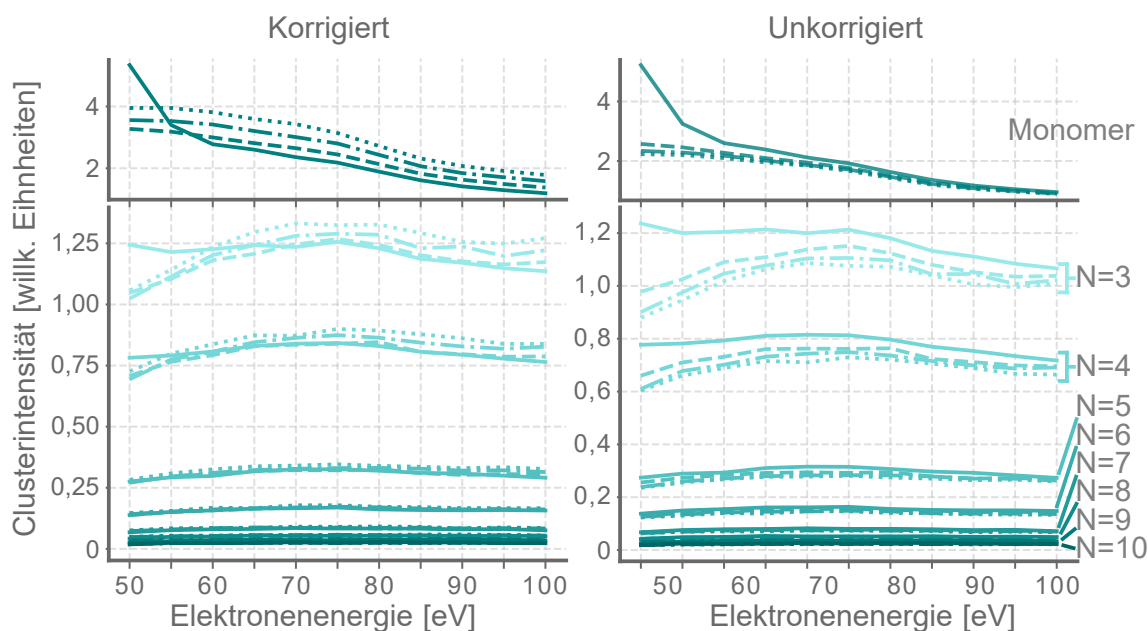 Korrigiert
Unkorrigiert
Clusterintensität [willk. Eihnheiten]
4
2
1,25
1,00
0,75
0,50
0,25
0
50 60 70 80 90 100
Elektronenenergie [eV]
4
2
Monomer
1,2
1,0
0,8
0,6
0,4
0,2
0
50 60 70 80 90 100
Elektronenenergie [eV]
N=3
N=4
N=5
N=6
N=7
N=8
N=9
N=10